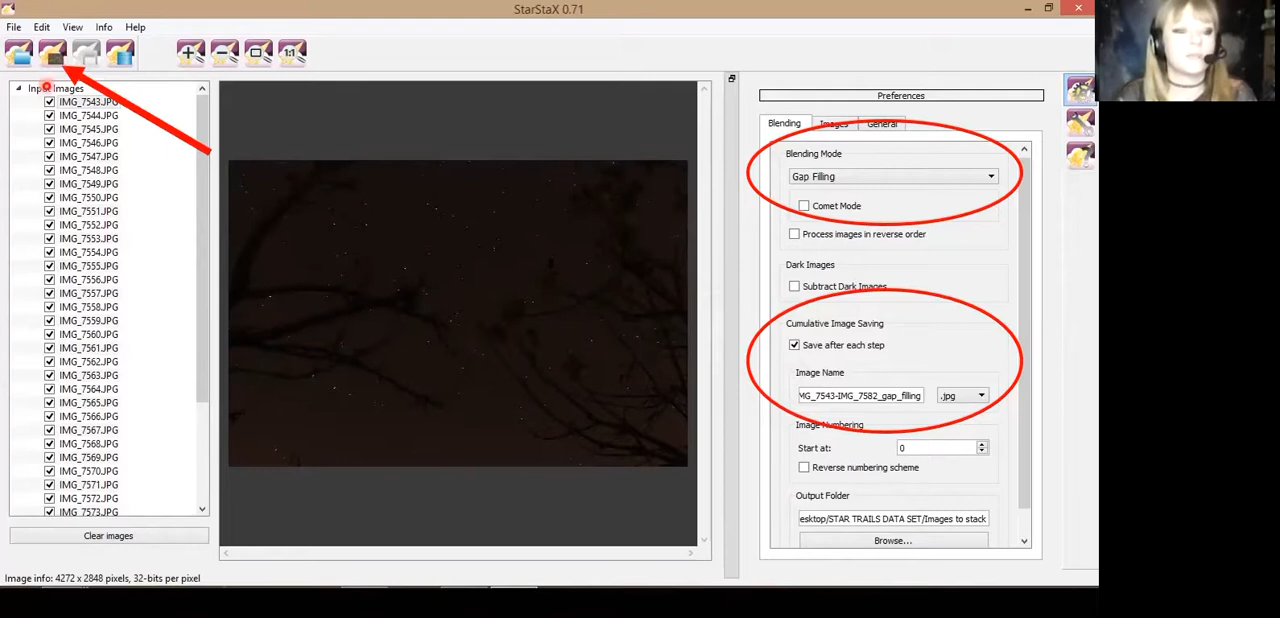 StarStaX 0.71
File Edit View Info Help
1:1
Input Images
IMG_7543.JPG
IMG_7544.JPG
IMG_7545.JPG
IMG_7546.JPG
IMG_7547.JPG
IMG_7548.JPG
IMG_7549.JPG
IMG_7550.JPG
IMG_7551.JPG
IMG_7552.JPG
IMG_7553.JPG
IMG_7554.JPG
IMG_7555.JPG
IMG_7556.JPG
IMG_7557.JPG
IMG_7558.JPG
IMG_7559.JPG
IMG_7560.JPG
IMG_7561.JPG
IMG_7562.JPG
IMG_7563.JPG
IMG_7564.JPG
IMG_7565.JPG
IMG_7566.JPG
IMG_7567.JPG
IMG_7568.JPG
IMG_7569.JPG
IMG_7570.JPG
IMG_7571.JPG
IMG_7572.JPG
IMG_7573.JPG
Clear images
Image info: 4272 x 2848 pixels, 32-bits per pixel
Preferences
Blending Images General
Blending Mode
Gap Filling
Comet Mode
Process images in reverse order
Dark Images
Subtract Dark Images
Cumulative Image Saving
Save after each step
Image Name
MG_7543-IMG_7582_gap_filling .jpg
Image Numbering
Start at: 0
Reverse numbering scheme
Output Folder
esktop/STAR TRAILS DATA SET/Images to stack
Browse...